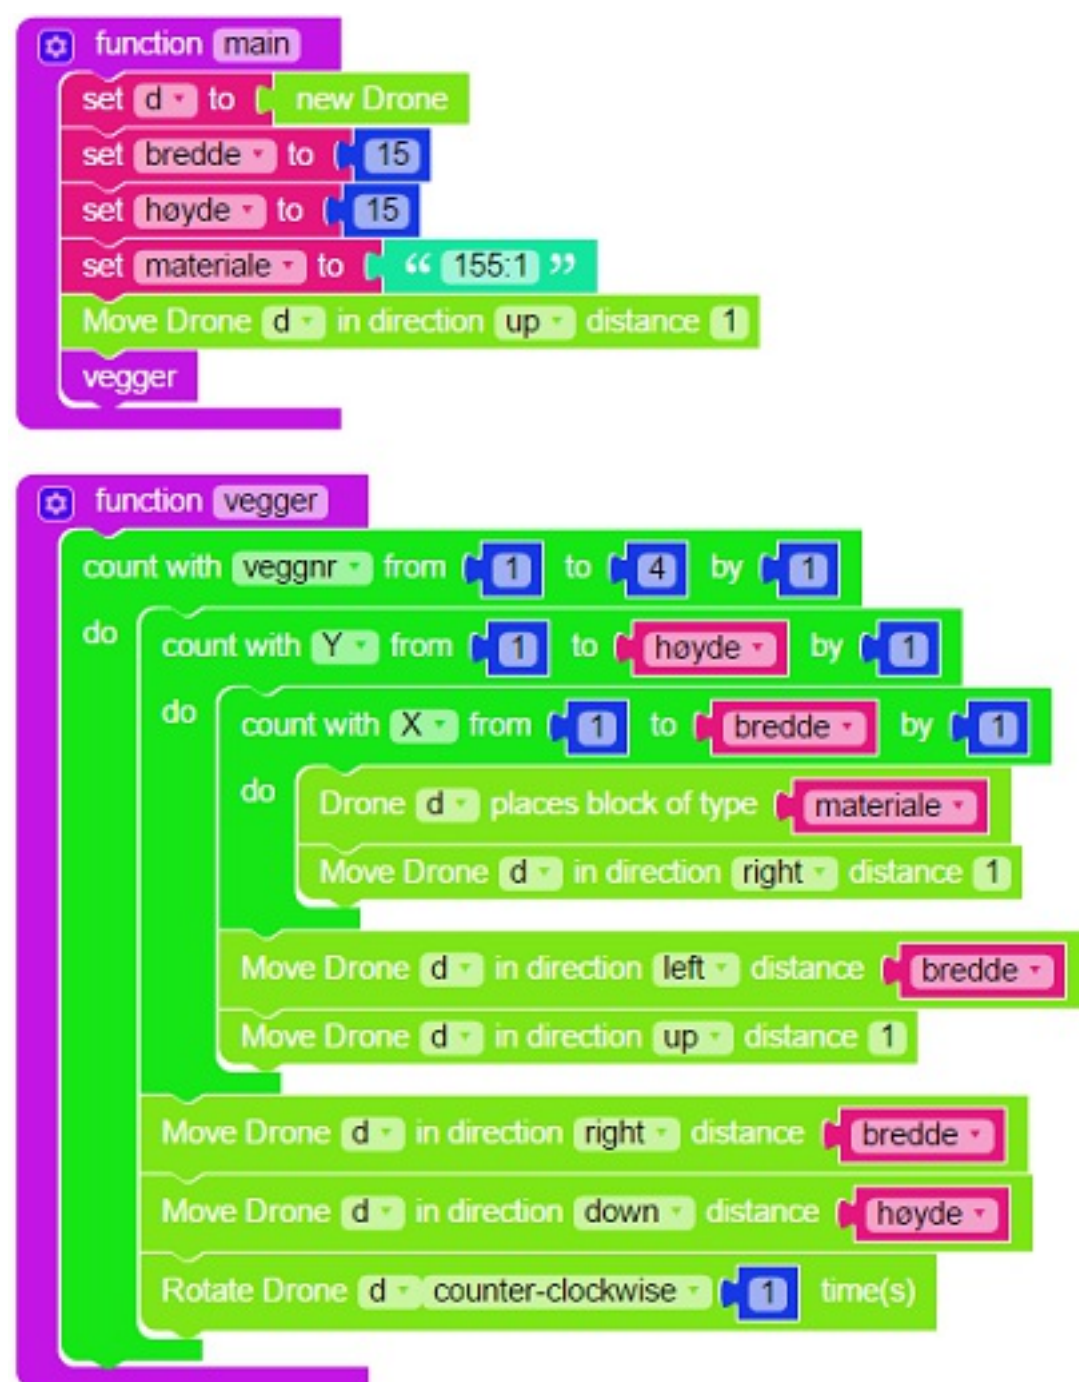 function main
set d to new Drone
set bredde to 15
set høyde to 15
set materiale to “ 155:1 ”
Move Drone d in direction up distance 1
vegger
function vegger
count with veggnr from 1 to 4 by 1
do count with Y from 1 to høyde by 1
do count with X from 1 to bredde by 1
do Drone d places block of type materiale
Move Drone d in direction right distance 1
Move Drone d in direction left distance bredde
Move Drone d in direction up distance 1
Move Drone d in direction right distance bredde
Move Drone d in direction down distance høyde
Rotate Drone d counter-clockwise 1 time(s)